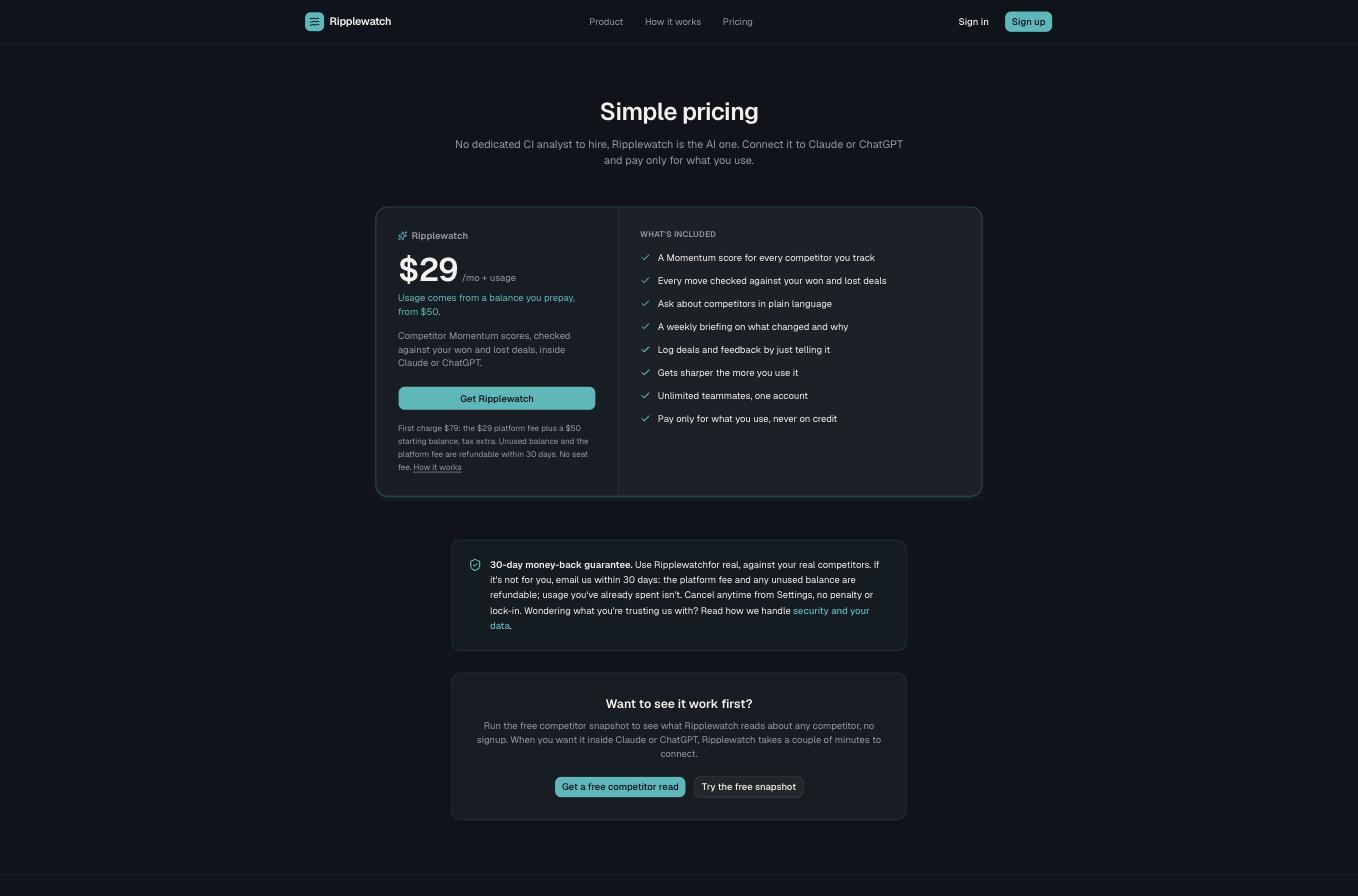 Ripplewatch
Product
How it works
Pricing
Sign in
Sign up
Simple pricing
No dedicated CI analyst to hire, Ripplewatch is the AI one. Connect it to Claude or ChatGPT
and pay only for what you use.
Ripplewatch
$29 /mo + usage
Usage comes from a balance you prepay,
from $50.
Competitor Momentum scores, checked
against your won and lost deals, inside
Claude or ChatGPT.
Get Ripplewatch
First charge $79: the $29 platform fee plus a $50
starting balance, tax extra. Unused balance and the
platform fee are refundable within 30 days. No seat
fee. How it works
WHAT'S INCLUDED
A Momentum score for every competitor you track
Every move checked against your won and lost deals
Ask about competitors in plain language
A weekly briefing on what changed and why
Log deals and feedback by just telling it
Gets sharper the more you use it
Unlimited teammates, one account
Pay only for what you use, never on credit
30-day money-back guarantee. Use Ripplewatchfor real, against your real competitors. If
it's not for you, email us within 30 days: the platform fee and any unused balance are
refundable; usage you've already spent isn't. Cancel anytime from Settings, no penalty or
lock-in. Wondering what you're trusting us with? Read how we handle security and your
data.
Want to see it work first?
Run the free competitor snapshot to see what Ripplewatch reads about any competitor, no
signup. When you want it inside Claude or ChatGPT, Ripplewatch takes a couple of minutes to
connect.
Get a free competitor read
Try the free snapshot